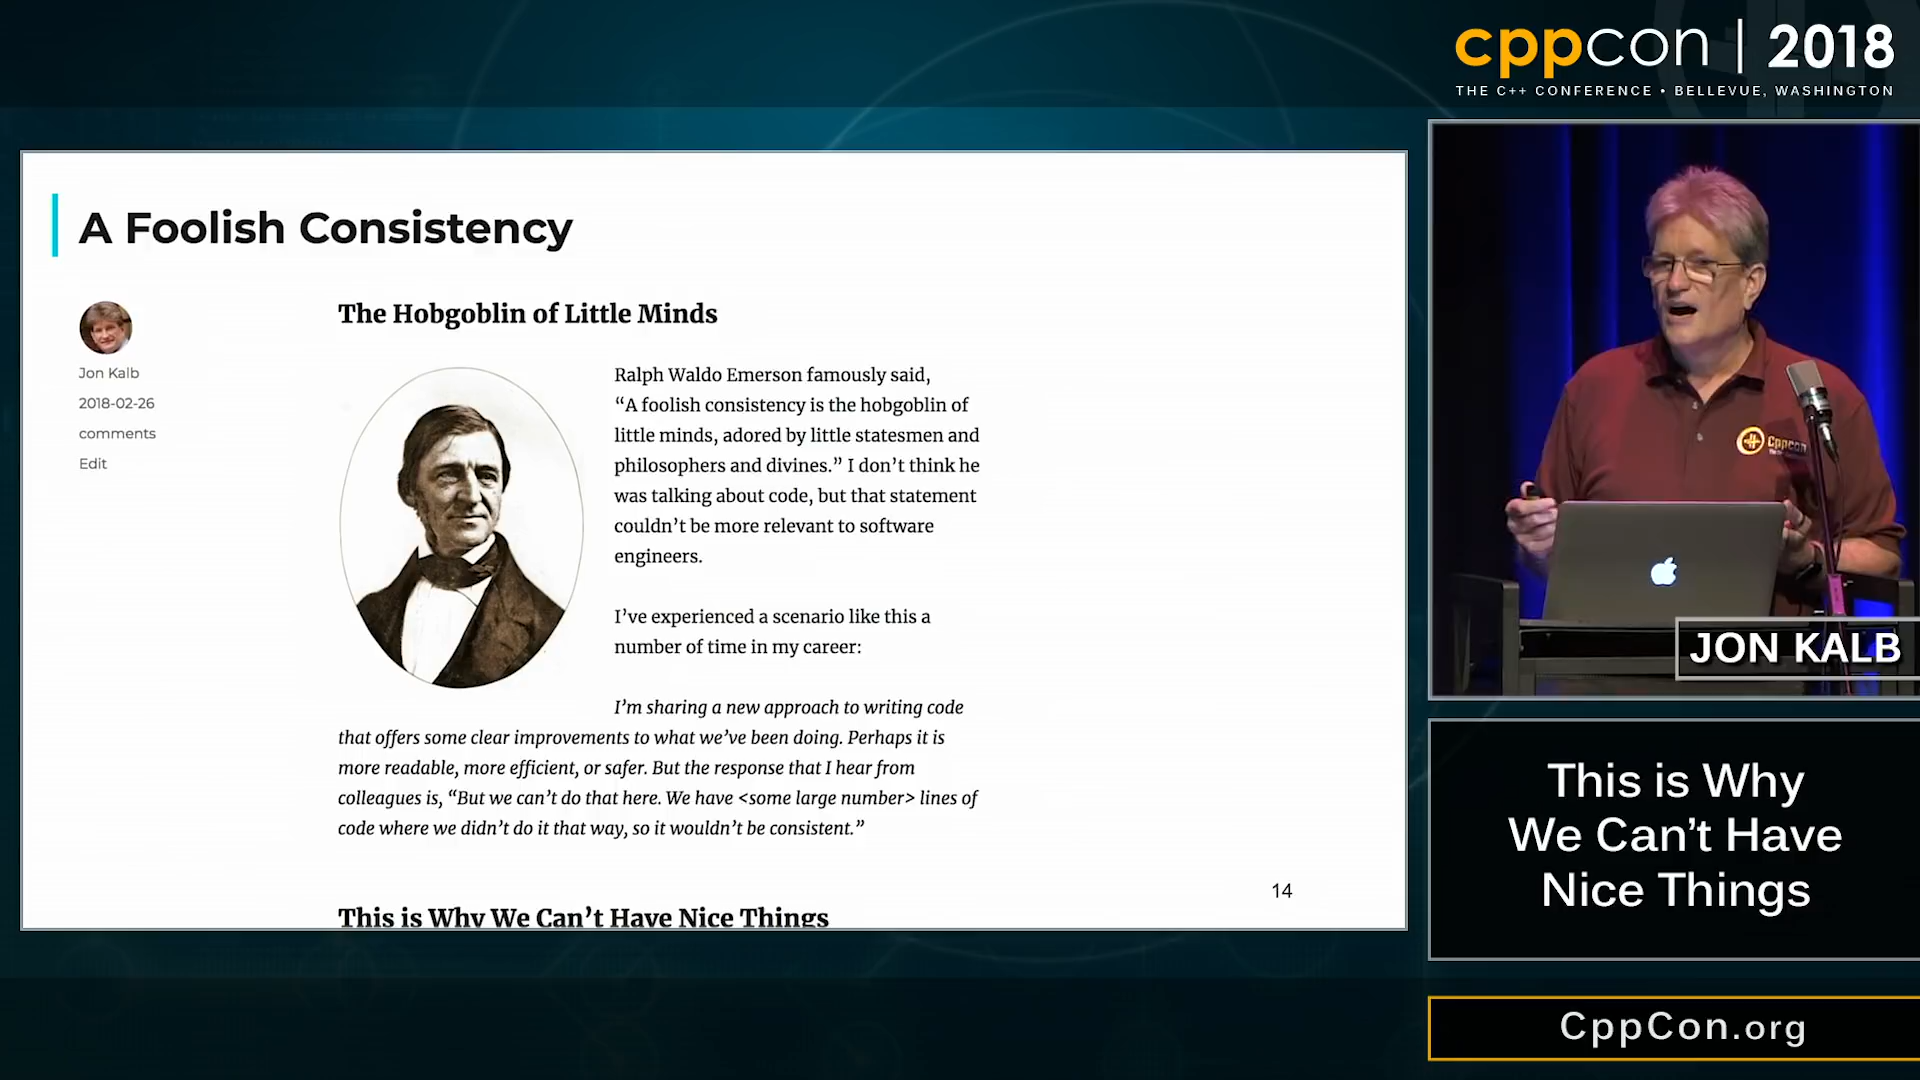 cppcon | 2018
THE C++ CONFERENCE • BELLEVUE, WASHINGTON
A Foolish Consistency
Jon Kalb
2018-02-26
comments
Edit
The Hobgoblin of Little Minds
Ralph Waldo Emerson famously said,
“A foolish consistency is the hobgoblin of
little minds, adored by little statesmen and
philosophers and divines.” I don’t think he
was talking about code, but that statement
couldn’t be more relevant to software
engineers.
I’ve experienced a scenario like this a
number of time in my career:
I’m sharing a new approach to writing code
that offers some clear improvements to what we’ve been doing. Perhaps it is
more readable, more efficient, or safer. But the response that I hear from
colleagues is, “But we can’t do that here. We have <some large number> lines of
code where we didn’t do it that way, so it wouldn’t be consistent.”
This is Why We Can’t Have Nice Things
14
Cppcon
JON KALB
This is Why
We Can’t Have
Nice Things
CppCon.org